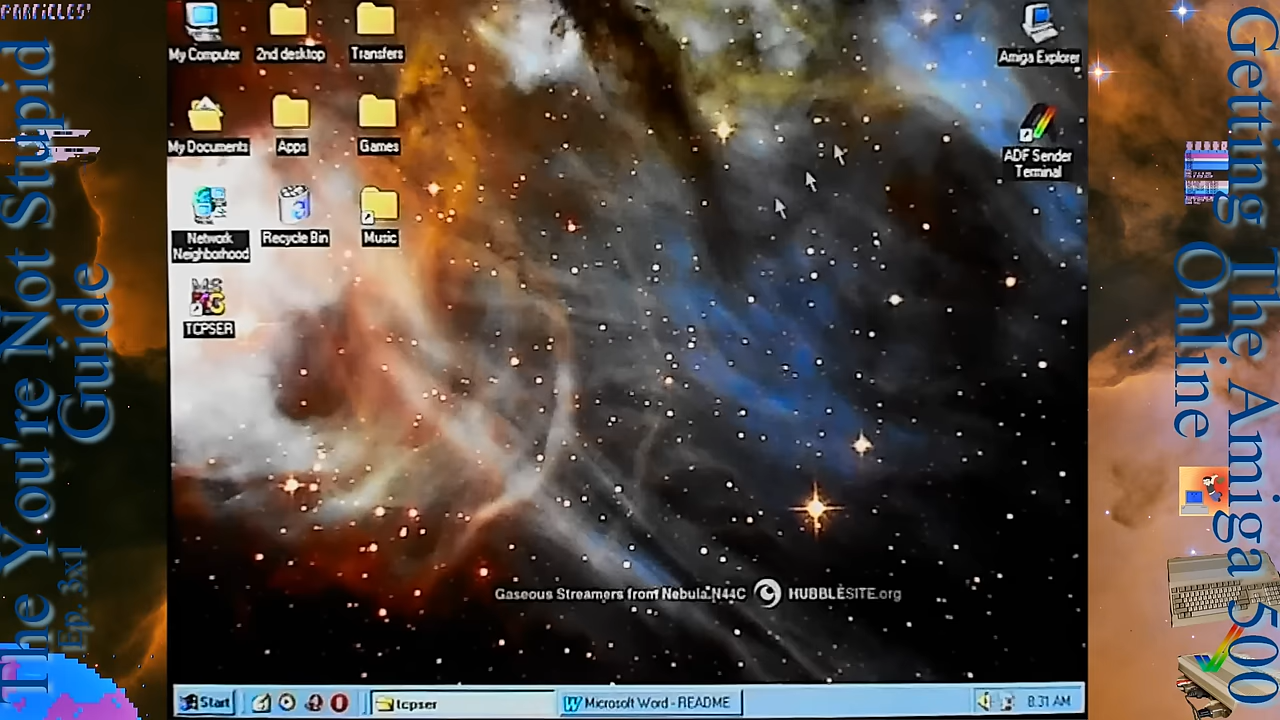 PARTICLES'
The You're Not Stupid
Guide
Ep. 3x1
My Computer
2nd desktop
Transfers
Amiga Explorer
My Documents
Apps
Games
ADF Sender
Terminal
Network
Neighborhood
Recycle Bin
Music
TCPSER
Gaseous Streamers from Nebula N44C
HUBBLESITE.org
Start
tcpser
Microsoft Word - README
8:31 AM
Getting The Amiga 500
Online